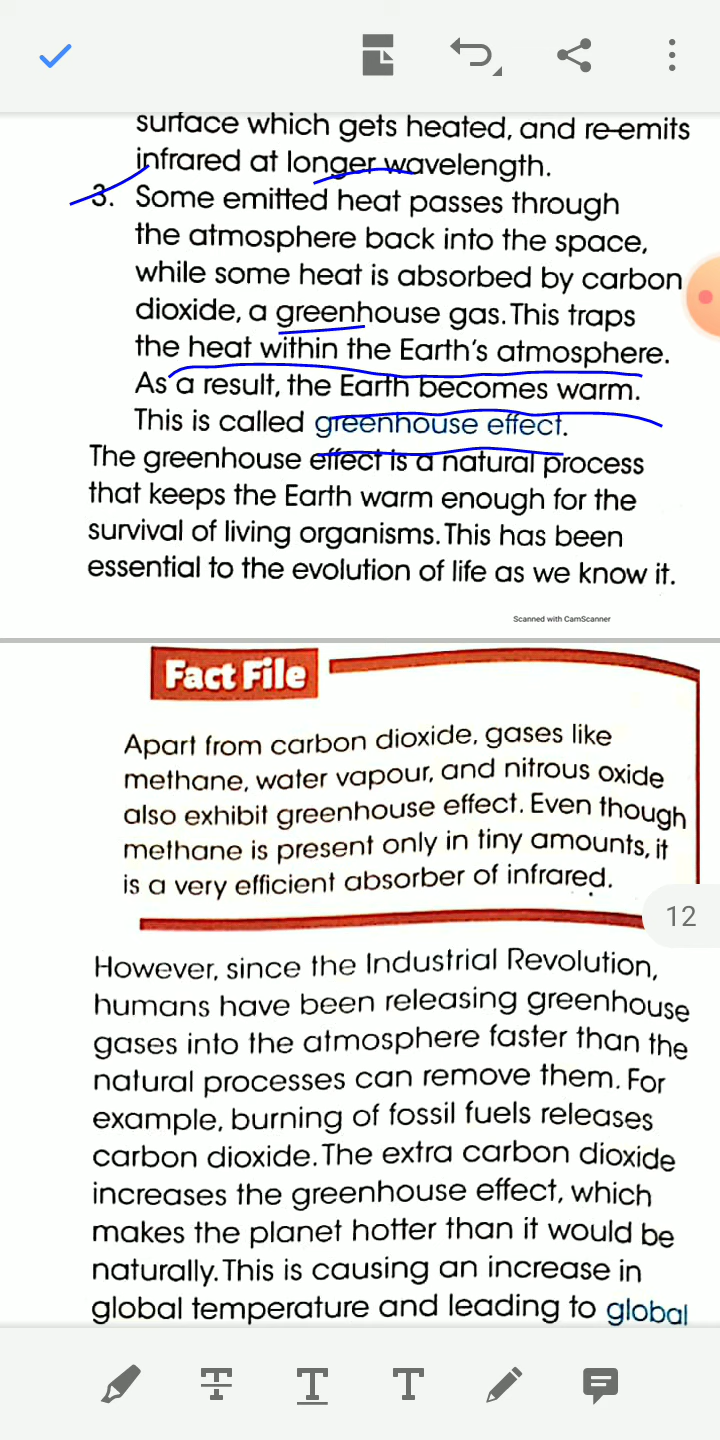 surface which gets heated, and re-emits
infrared at longer wavelength.
3. Some emitted heat passes through
the atmosphere back into the space,
while some heat is absorbed by carbon
dioxide, a greenhouse gas. This traps
the heat within the Earth's atmosphere.
As a result, the Earth becomes warm.
This is called greenhouse effect.
The greenhouse effect is a natural process
that keeps the Earth warm enough for the
survival of living organisms. This has been
essential to the evolution of life as we know it.
Scanned with CamScanner
Fact File
Apart from carbon dioxide, gases like
methane, water vapour, and nitrous oxide
also exhibit greenhouse effect. Even though
methane is present only in tiny amounts, it
is a very efficient absorber of infrared.
12
However, since the Industrial Revolution,
humans have been releasing greenhouse
gases into the atmosphere faster than the
natural processes can remove them. For
example, burning of fossil fuels releases
carbon dioxide. The extra carbon dioxide
increases the greenhouse effect, which
makes the planet hotter than it would be
naturally. This is causing an increase in
global temperature and leading to global
T T T